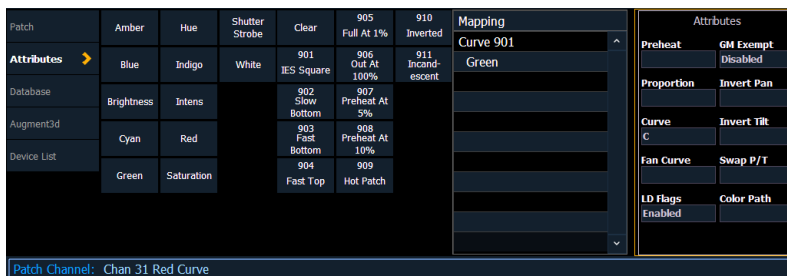 Patch
Attributes
Database
Augment3d
Device List
Amber
Hue
Shutter
Strobe
Clear
905
Full At 1%
910
Inverted
Blue
Indigo
White
901
IES Square
906
Out At
100%
911
Incand-
escent
Brightness
Intens
902
Slow
Bottom
907
Preheat At
5%
Cyan
Red
903
Fast
Bottom
908
Preheat At
10%
Green
Saturation
904
Fast Top
909
Hot Patch
Mapping
Curve 901
Green
Attributes
Preheat
GM Exempt
Disabled
Proportion
Invert Pan
Curve
Invert Tilt
C
Fan Curve
Swap P/T
LD Flags
Color Path
Enabled
Patch Channel: Chan 31 Red Curve